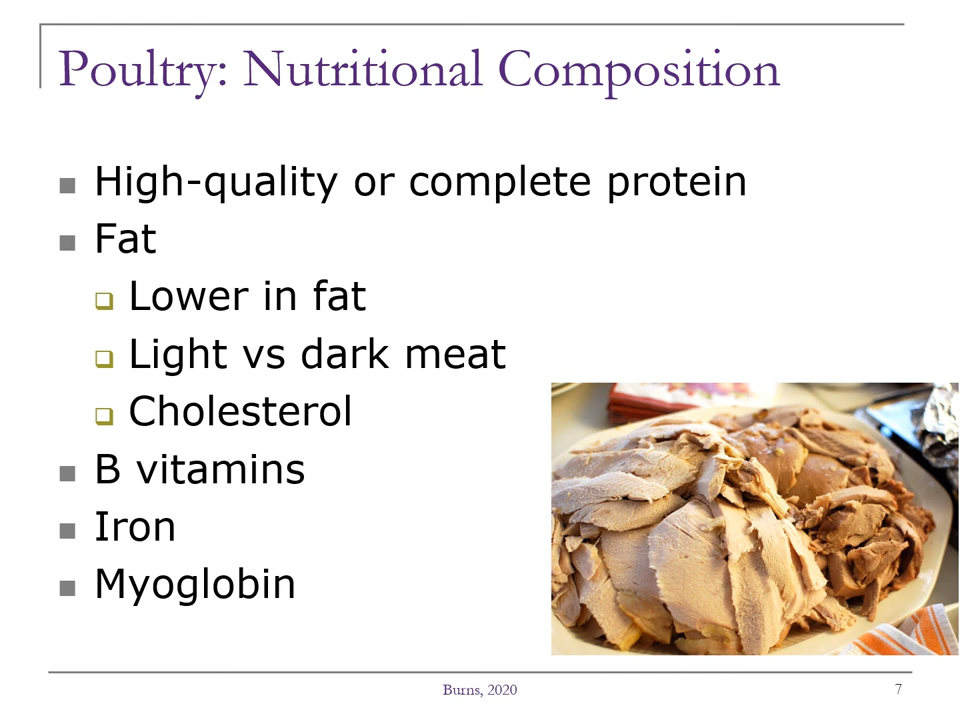 Poultry: Nutritional Composition
High-quality or complete protein
Fat
Lower in fat
Light vs dark meat
Cholesterol
B vitamins
Iron
Myoglobin
Burns, 2020
7